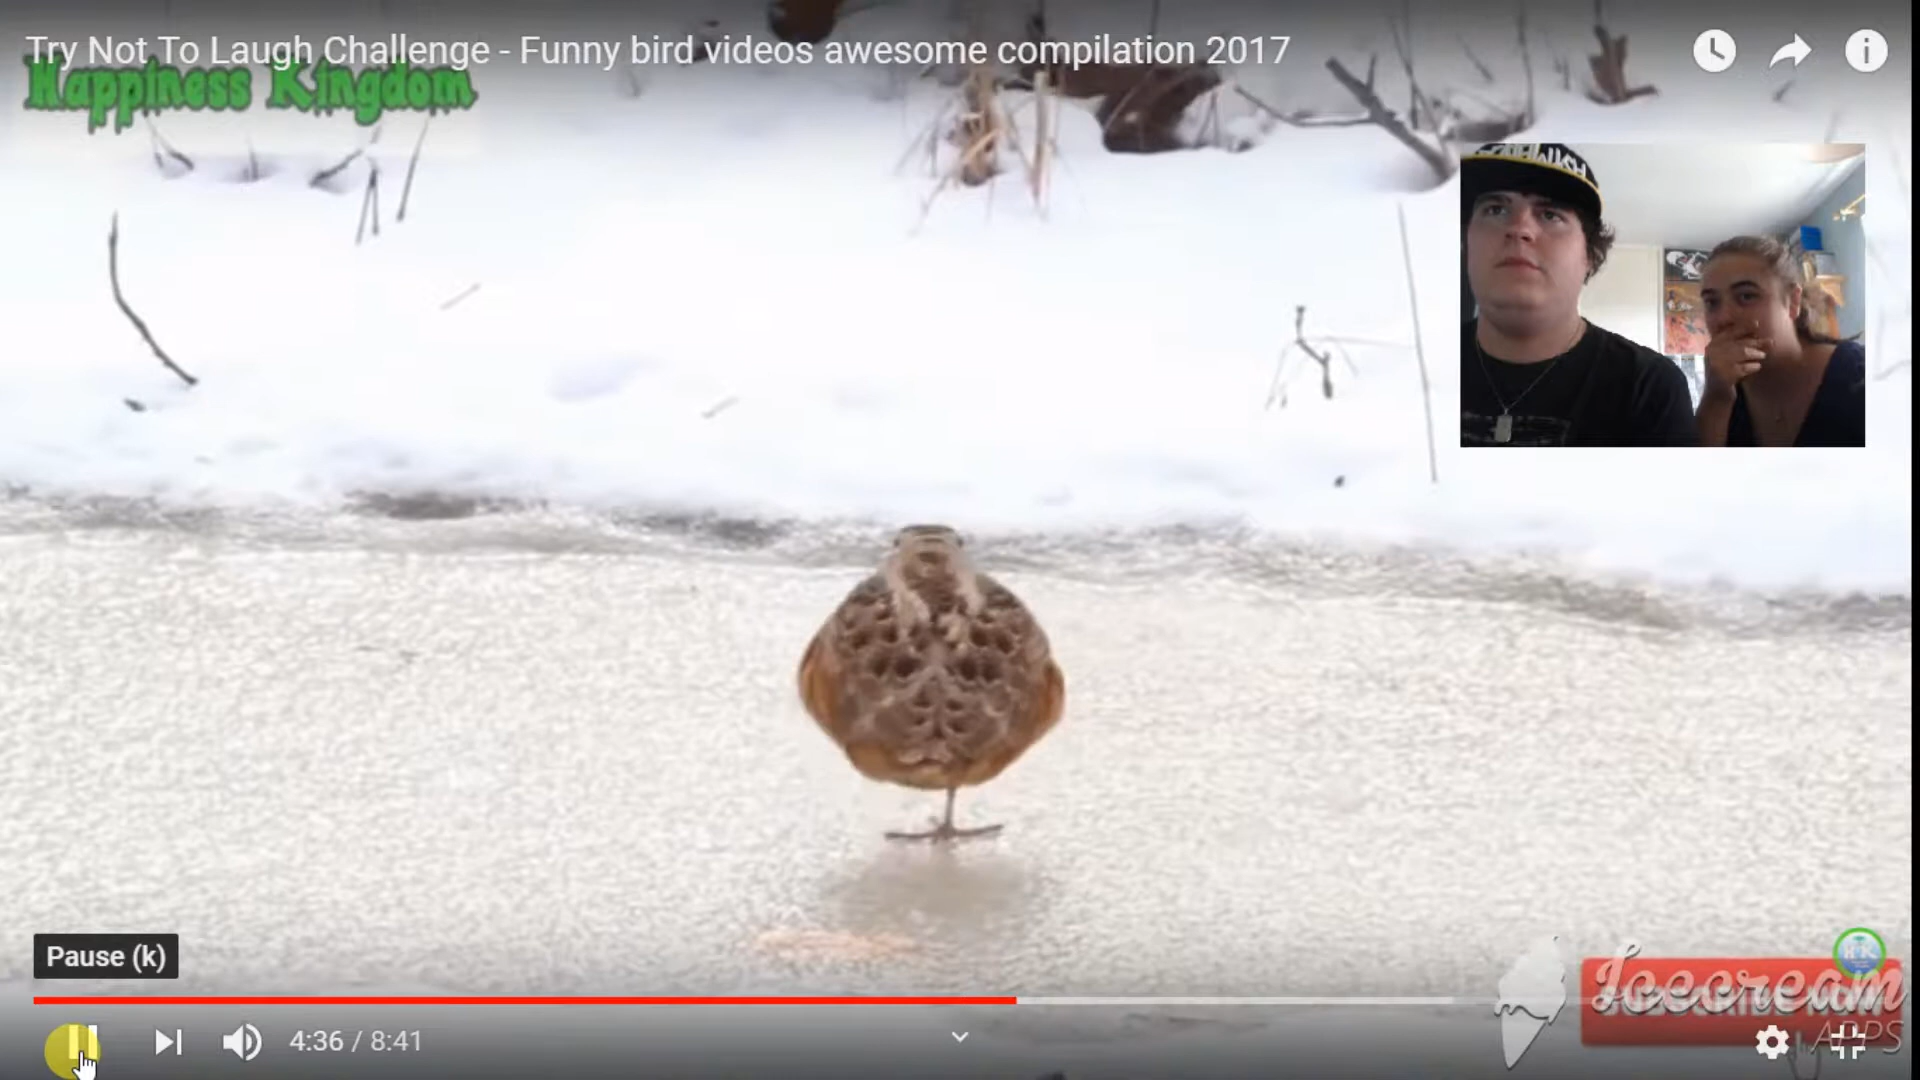 Try Not To Laugh Challenge - Funny bird videos awesome compilation 2017
Happiness Kingdom
Pause (k)
Icecream
APPS
4:36 / 8:41